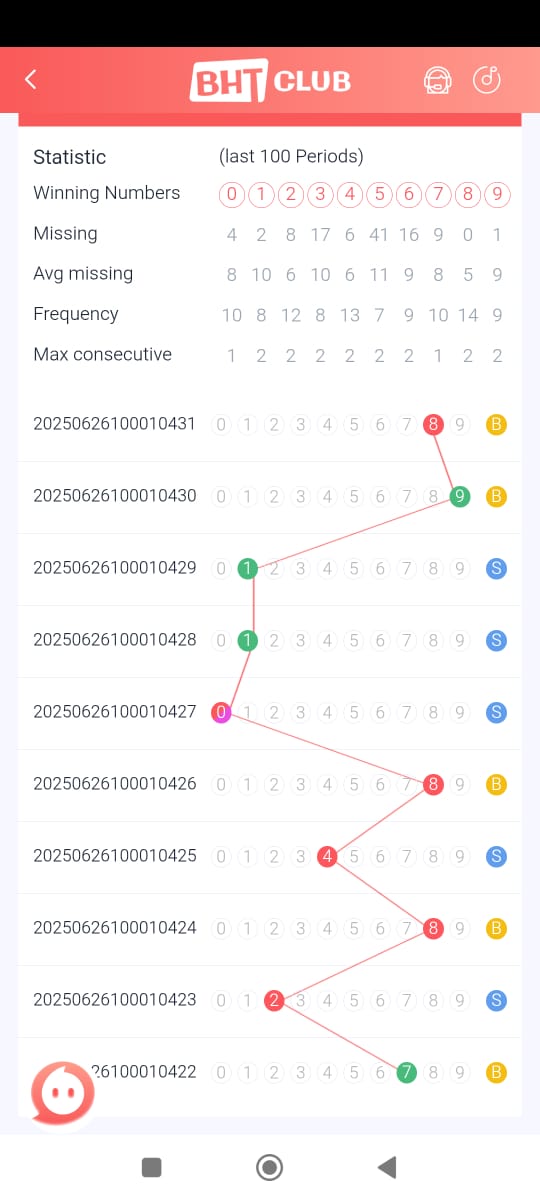 BHT CLUB
Statistic (last 100 Periods)
Winning Numbers 0 1 2 3 4 5 6 7 8 9
Missing 4 2 8 17 6 41 16 9 0 1
Avg missing 8 10 6 10 6 11 9 8 5 9
Frequency 10 8 12 8 13 7 9 10 14 9
Max consecutive 1 2 2 2 2 2 2 1 2 2
20250626100010431 0 1 2 3 4 5 6 7 8 9 B
20250626100010430 0 1 2 3 4 5 6 7 8 9 B
20250626100010429 0 1 2 3 4 5 6 7 8 9 S
20250626100010428 0 1 2 3 4 5 6 7 8 9 S
20250626100010427 0 1 2 3 4 5 6 7 8 9 S
20250626100010426 0 1 2 3 4 5 6 7 8 9 B
20250626100010425 0 1 2 3 4 5 6 7 8 9 S
20250626100010424 0 1 2 3 4 5 6 7 8 9 B
20250626100010423 0 1 2 3 4 5 6 7 8 9 S
26100010422 0 1 2 3 4 5 6 7 8 9 B